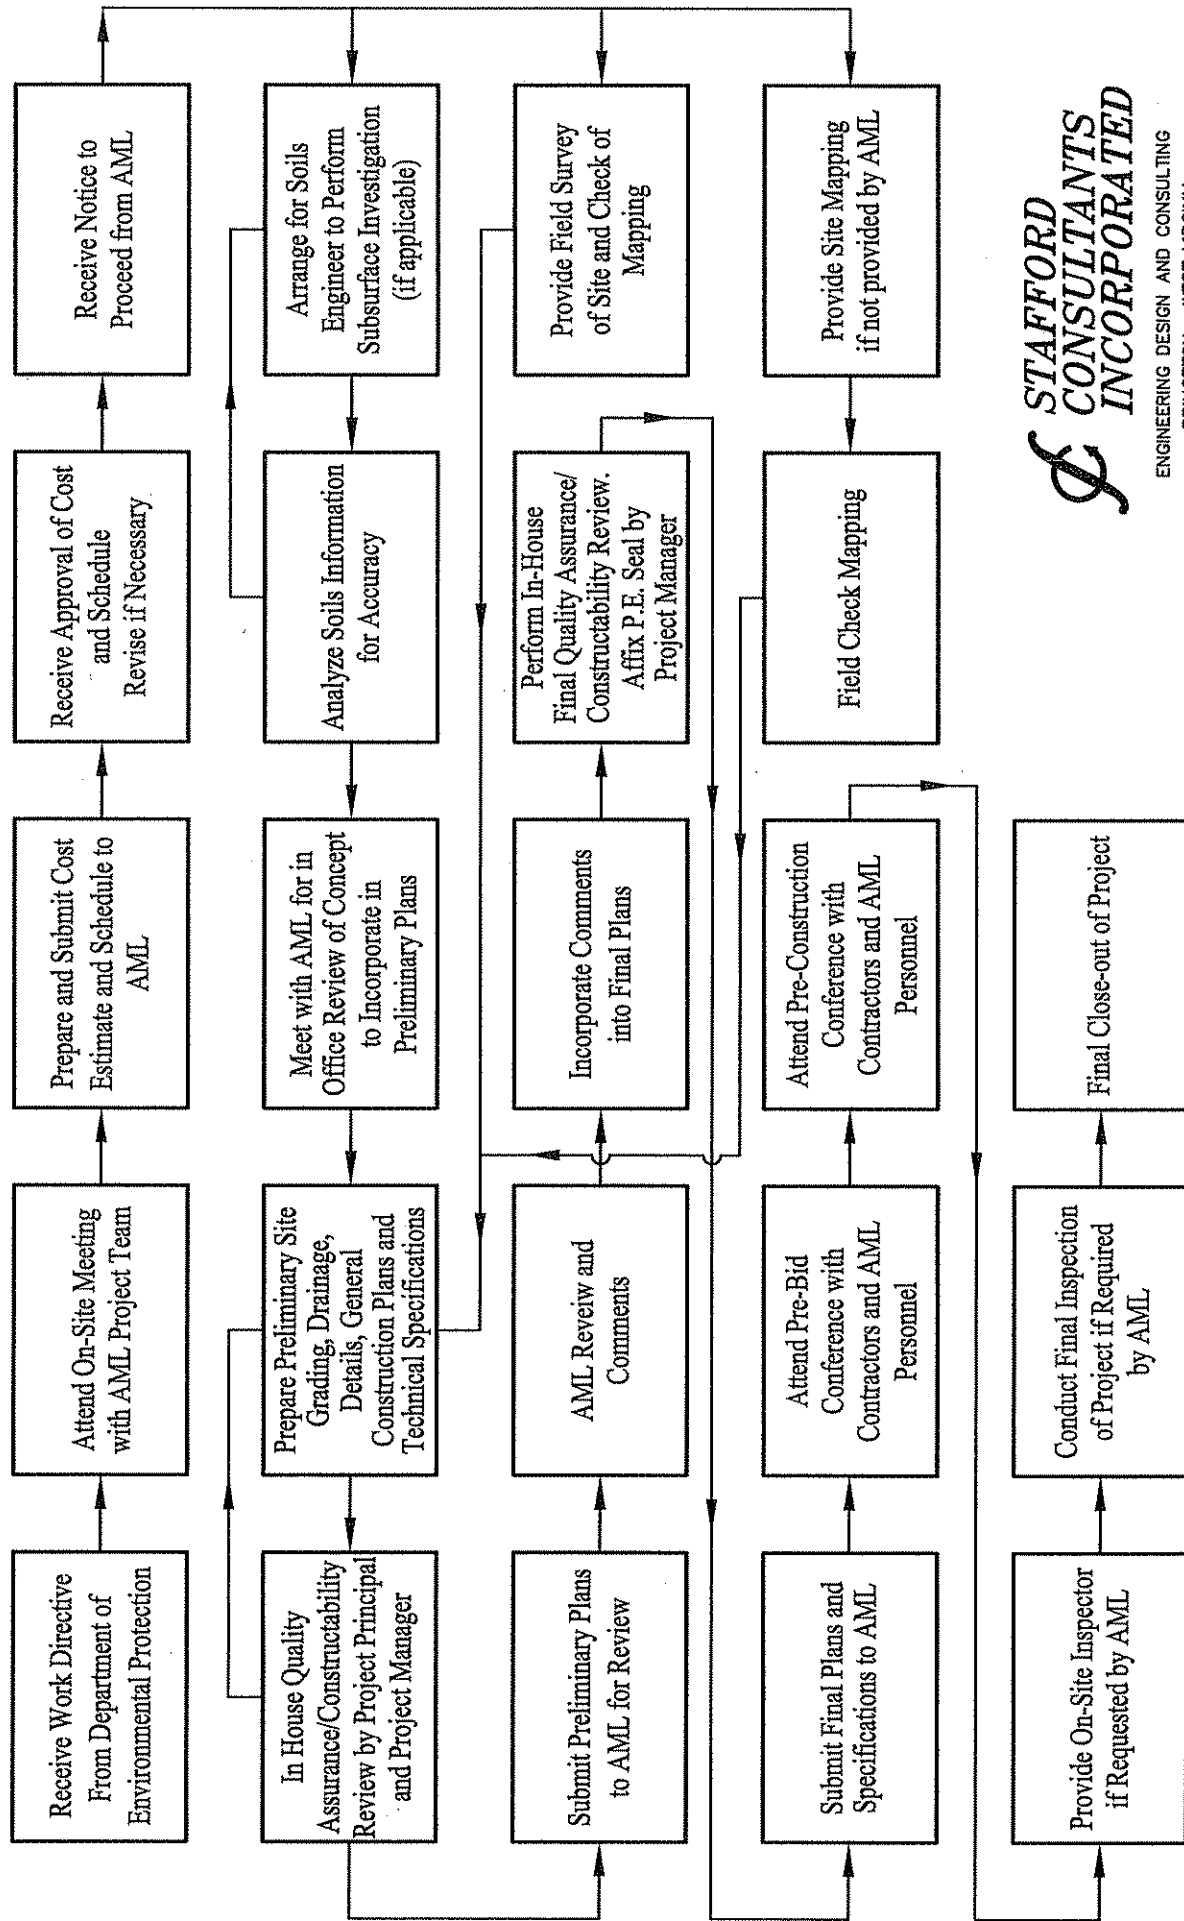 Receive Work Directive
From Department of
Environmental Protection
Attend On-Site Meeting
with AML Project Team
Prepare and Submit Cost
Estimate and Schedule to
AML
Receive Approval of Cost
and Schedule
Revise if Necessary
Receive Notice to
Proceed from AML
In House Quality
Assurance/Constructability
Review by Project Principal
and Project Manager
Prepare Preliminary Site
Grading, Drainage,
Details, General
Construction Plans and
Technical Specifications
Meet with AML for in
Office Review of Concept
to Incorporate in
Preliminary Plans
Analyze Soils Information
for Accuracy
Arrange for Soils
Engineer to Perform
Subsurface Investigation
(if applicable)
Submit Preliminary Plans
to AML for Review
AML Reveiw and
Comments
Incorporate Comments
into Final Plans
Perform In-House
Final Quality Assurance/
Constructability Review.
Affix P.E. Seal by
Project Manager
Provide Field Survey
of Site and Check of
Mapping
Submit Final Plans and
Specifications to AML
Attend Pre-Bid
Conference with
Contractors and AML
Personnel
Attend Pre-Construction
Conference with
Contractors and AML
Personnel
Field Check Mapping
Provide Site Mapping
if not provided by AML
Provide On-Site Inspector
if Requested by AML
Conduct Final Inspection
of Project if Required
by AML
Final Close-out of Project
STAFFORD
CONSULTANTS
INCORPORATED
ENGINEERING DESIGN AND CONSULTING